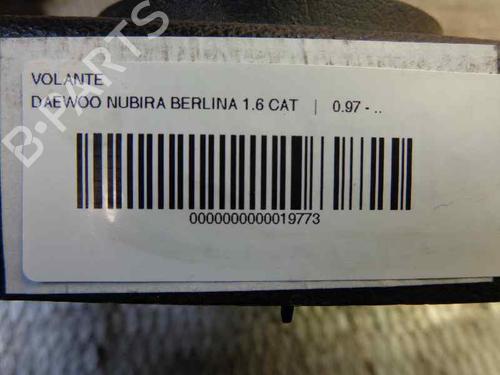 B-PARTS
VOLANTE
DAEWOO NUBIRA BERLINA 1.6 CAT | 0.97 - ..
0000000000019773